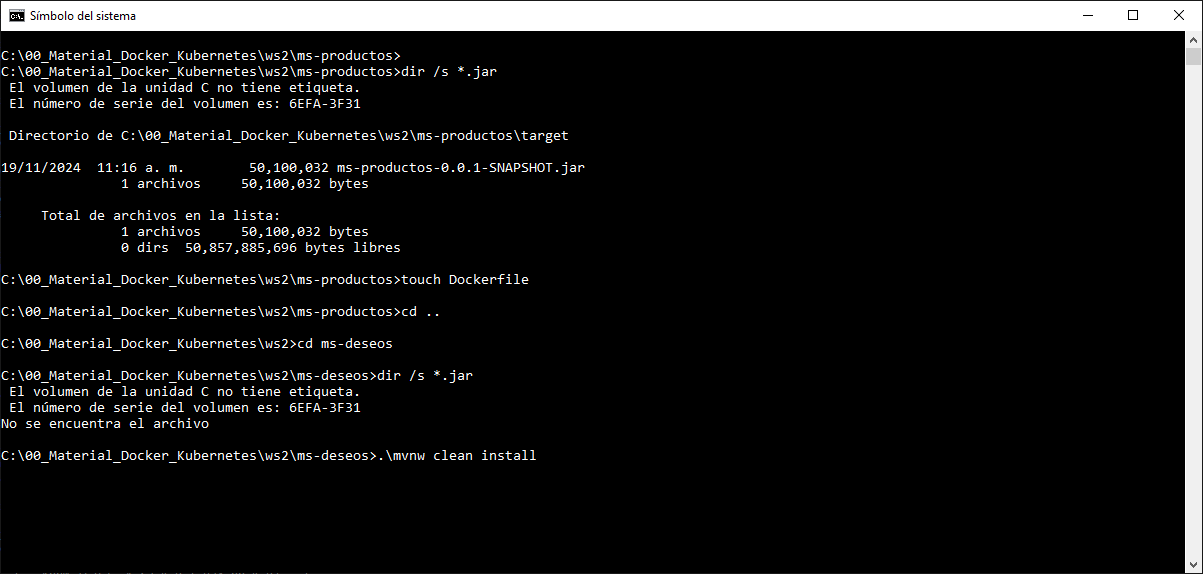 Símbolo del sistema
C:\00_Material_Docker_Kubernetes\ws2\ms-productos>
C:\00_Material_Docker_Kubernetes\ws2\ms-productos>dir /s *.jar
 El volumen de la unidad C no tiene etiqueta.
 El número de serie del volumen es: 6EFA-3F31
 Directorio de C:\00_Material_Docker_Kubernetes\ws2\ms-productos\target
19/11/2024  11:16 a. m.        50,100,032 ms-productos-0.0.1-SNAPSHOT.jar
               1 archivos     50,100,032 bytes
     Total de archivos en la lista:
               1 archivos     50,100,032 bytes
               0 dirs  50,857,885,696 bytes libres
C:\00_Material_Docker_Kubernetes\ws2\ms-productos>touch Dockerfile
C:\00_Material_Docker_Kubernetes\ws2\ms-productos>cd ..
C:\00_Material_Docker_Kubernetes\ws2>cd ms-deseos
C:\00_Material_Docker_Kubernetes\ws2\ms-deseos>dir /s *.jar
 El volumen de la unidad C no tiene etiqueta.
 El número de serie del volumen es: 6EFA-3F31
No se encuentra el archivo
C:\00_Material_Docker_Kubernetes\ws2\ms-deseos>.\mvnw clean install